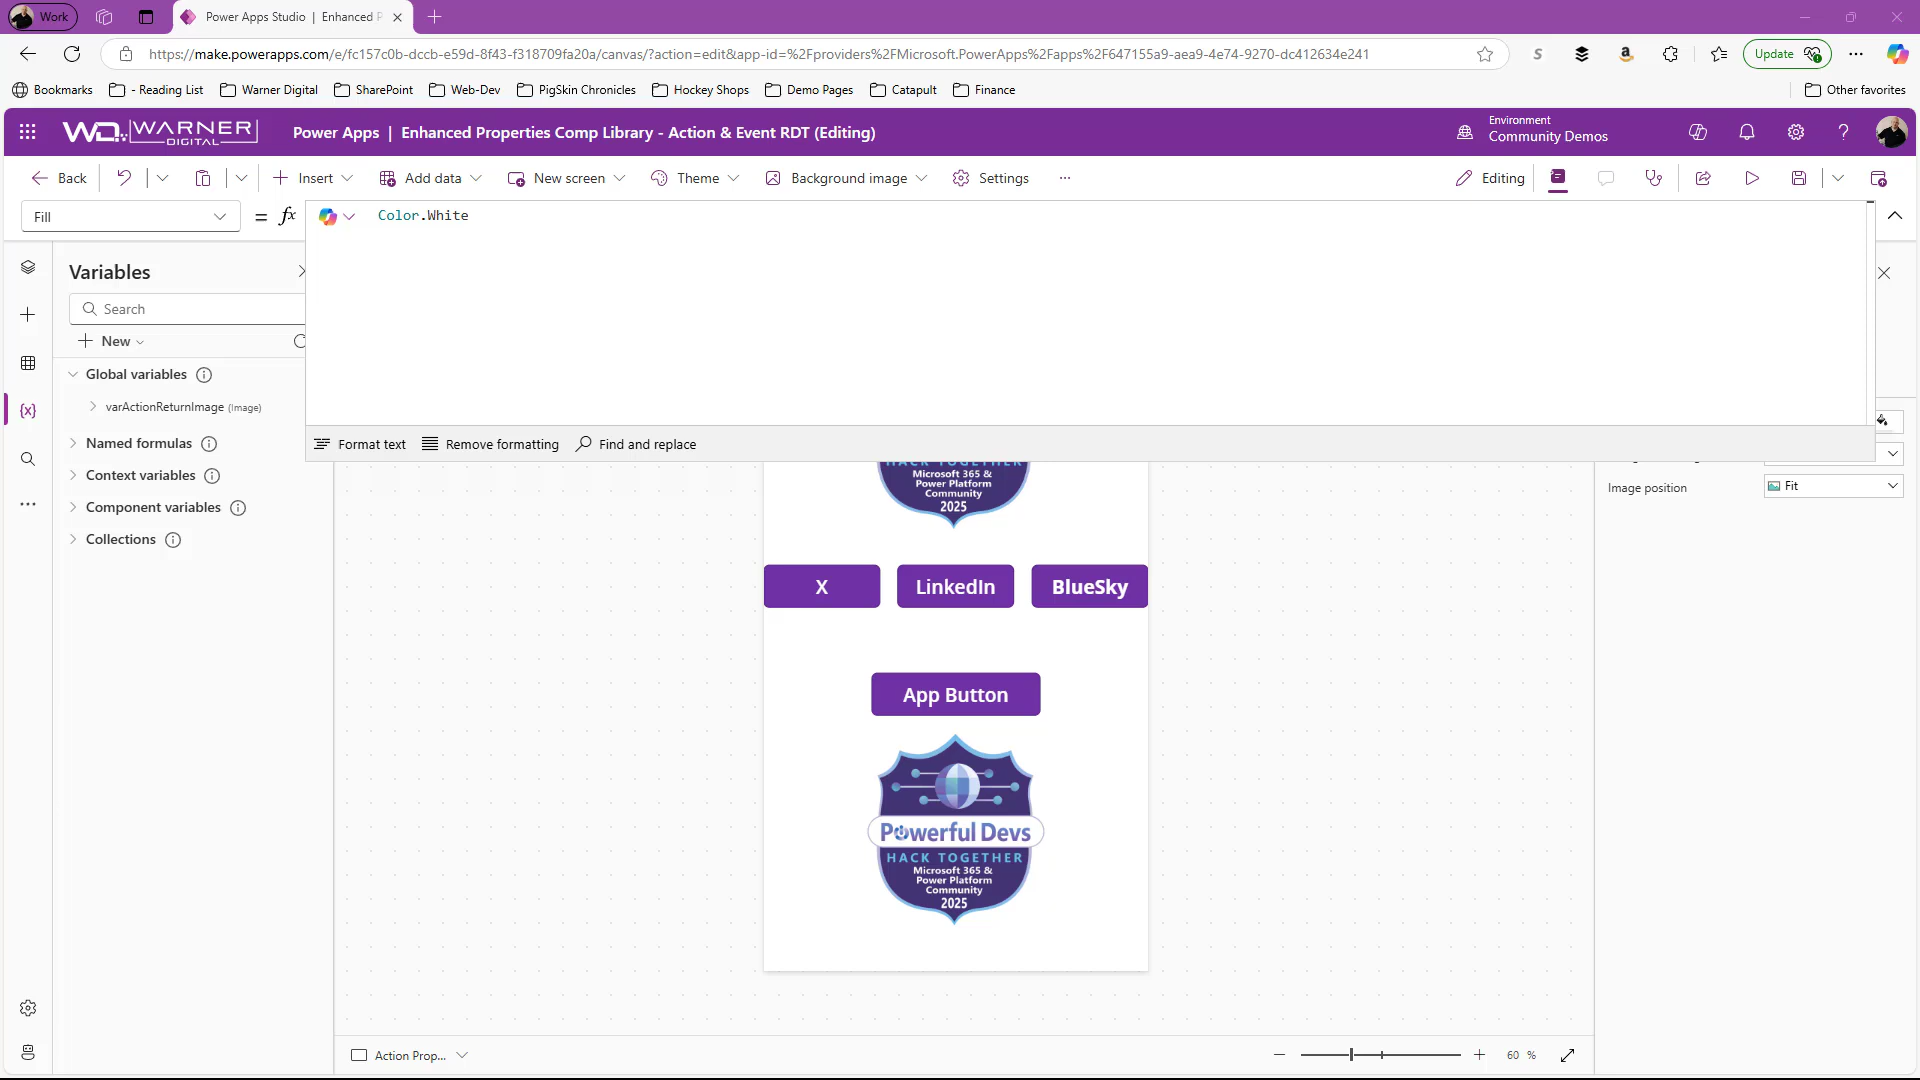 Work
Power Apps Studio | Enhanced P
https://make.powerapps.com/e/fc157c0b-dccb-e59d-8f43-f318709fa20a/canvas/?action=edit&app-id=%2Fproviders%2FMicrosoft.PowerApps%2Fapps%2F647155a9-aea9-4e74-9270-dc412634e241
Update
Bookmarks
- Reading List
Warner Digital
SharePoint
Web-Dev
PigSkin Chronicles
Hockey Shops
Demo Pages
Catapult
Finance
Other favorites
WD WARNER DIGITAL
Power Apps | Enhanced Properties Comp Library - Action & Event RDT (Editing)
Environment
Community Demos
Back
Insert
Add data
New screen
Theme
Background image
Settings
Editing
Fill
= fx
Color.White
Variables
Search
New
Global variables
varActionReturnImage (Image)
Named formulas
Context variables
Component variables
Collections
Format text
Remove formatting
Find and replace
Image position
Fit
HACK TOGETHER
Microsoft 365 &
Power Platform
Community
2025
X
LinkedIn
BlueSky
App Button
Powerful Devs
HACK TOGETHER
Microsoft 365 &
Power Platform
Community
2025
Action Prop...
60 %